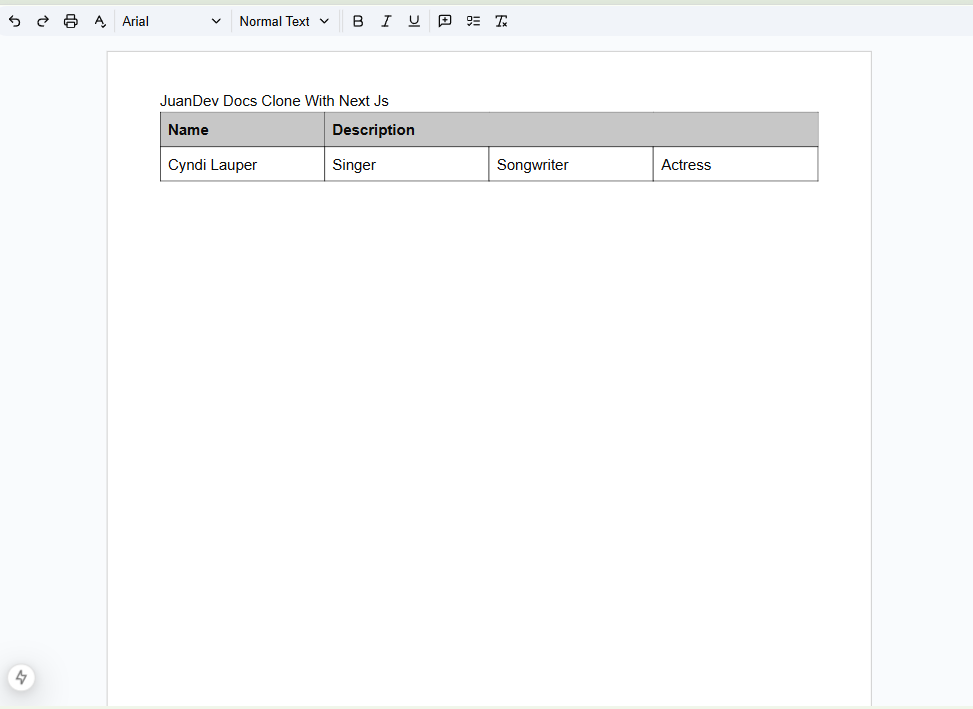 Arial Normal Text B I U
JuanDev Docs Clone With Next Js
Name Description
Cyndi Lauper Singer Songwriter Actress